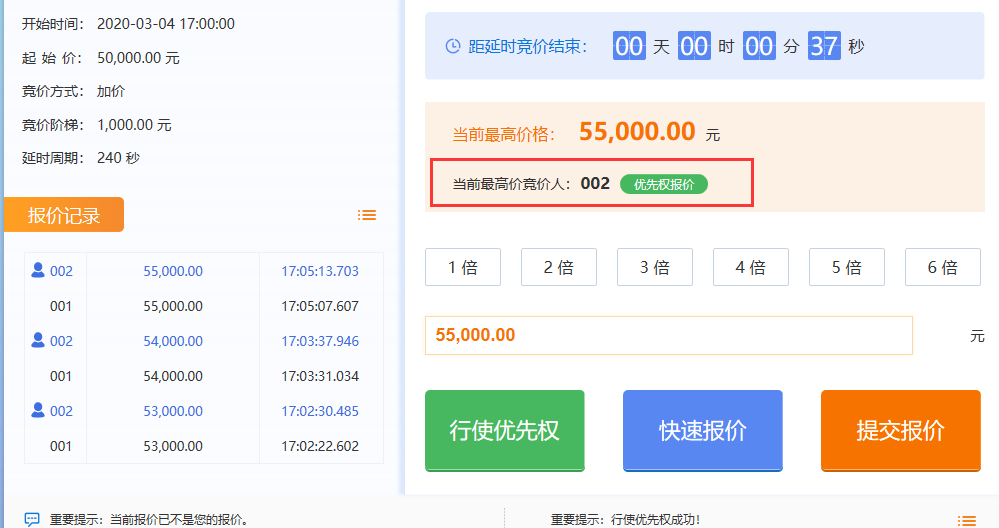 开始时间： 2020-03-04 17:00:00
起 始 价： 50,000.00 元
竞价方式： 加价
竞价阶梯： 1,000.00 元
延时周期： 240 秒
报价记录
002 55,000.00 17:05:13.703
001 55,000.00 17:05:07.607
002 54,000.00 17:03:37.946
001 54,000.00 17:03:31.034
002 53,000.00 17:02:30.485
001 53,000.00 17:02:22.602
距延时竞价结束： 00 天 00 时 00 分 37 秒
当前最高价格： 55,000.00 元
当前最高价竞价人： 002 优先权报价
1 倍 2 倍 3 倍 4 倍 5 倍 6 倍
55,000.00 元
行使优先权 快速报价 提交报价
重要提示： 当前报价已不是您的报价。
重要提示： 行使优先权成功！